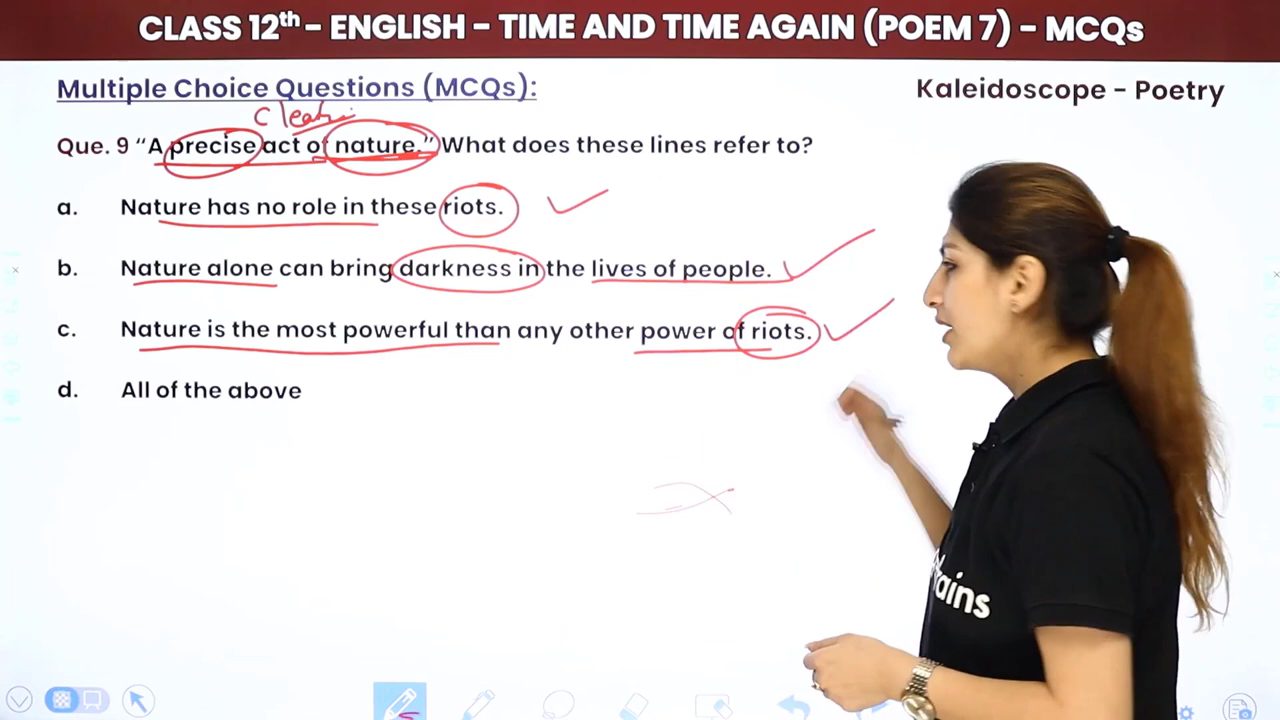 CLASS 12th – ENGLISH – TIME AND TIME AGAIN (POEM 7) – MCQs
Multiple Choice Questions (MCQs):
Kaleidoscope – Poetry
Que. 9 “A precise act of nature.” What does these lines refer to?
a. Nature has no role in these riots.
b. Nature alone can bring darkness in the lives of people.
c. Nature is the most powerful than any other power of riots.
d. All of the above